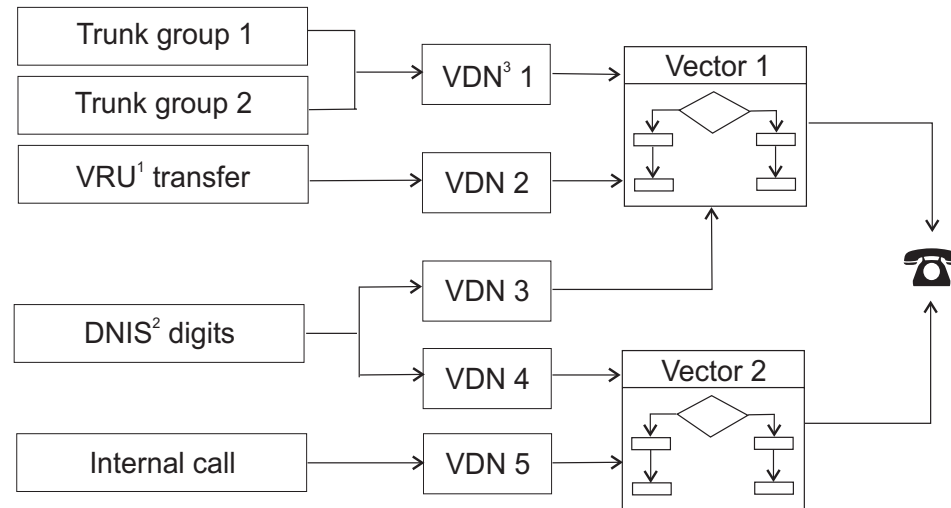 Trunk group 1
Trunk group 2
VRU¹ transfer
DNIS² digits
Internal call
VDN³ 1
VDN 2
VDN 3
VDN 4
VDN 5
Vector 1
Vector 2